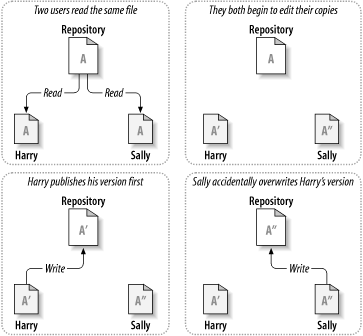 Two users read the same file
Repository
A
Read Read
A A
Harry Sally
They both begin to edit their copies
Repository
A
A' A"
Harry Sally
Harry publishes his version first
Repository
A'
Write
A' A"
Harry Sally
Sally accidentally overwrites Harry's version
Repository
A"
Write
A' A"
Harry Sally